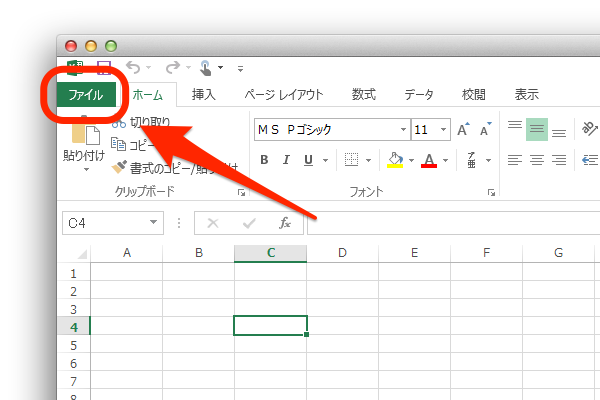 ファイル ホーム 挿入 ページ レイアウト 数式 データ 校閲 表示
切り取り
ＭＳ Ｐゴシック 11 A A
コピー
貼り付け
B I U A 亜
書式のコピー/貼り付け
クリップボード フォント
C4 fx
A B C D E F G
1
2
3
4
5
6
7
8